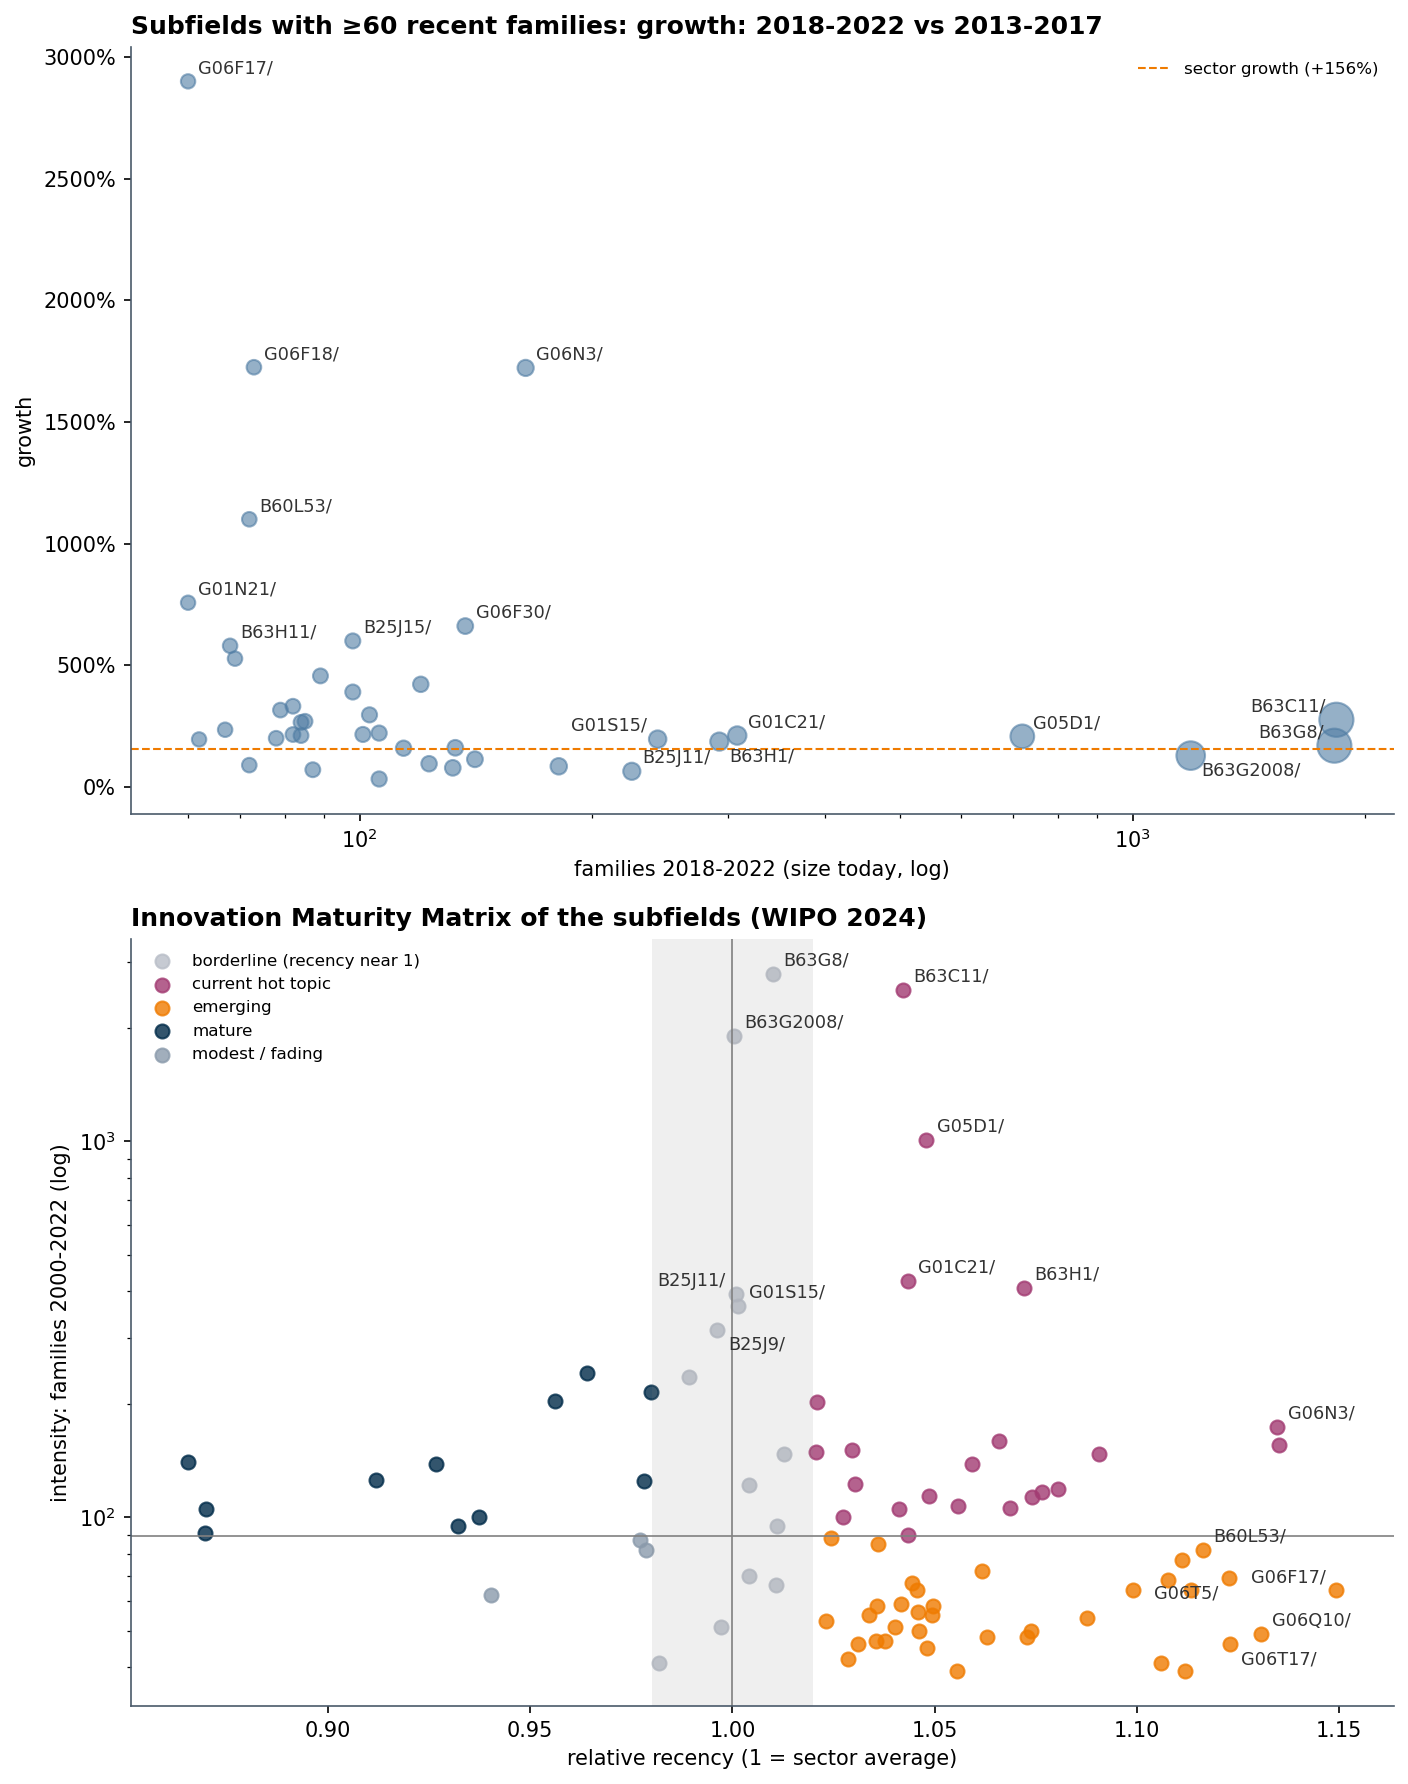 Subfields with ≥60 recent families: growth: 2018-2022 vs 2013-2017
3000%
2500%
2000%
1500%
1000%
500%
0%
growth
sector growth (+156%)
G06F17/
G06F18/
G06N3/
B60L53/
G01N21/
G06F30/
B63H11/
B25J15/
B63C11/
G01S15/
G01C21/
G05D1/
B63G8/
B25J11/
B63H1/
B63G2008/
10²
10³
families 2018-2022 (size today, log)
Innovation Maturity Matrix of the subfields (WIPO 2024)
borderline (recency near 1)
current hot topic
emerging
mature
modest / fading
B63G8/
B63C11/
B63G2008/
G05D1/
G01C21/
B63H1/
B25J11/
G01S15/
B25J9/
G06N3/
B60L53/
G06F17/
G06T5/
G06Q10/
G06T17/
10³
10²
intensity: families 2000-2022 (log)
0.90
0.95
1.00
1.05
1.10
1.15
relative recency (1 = sector average)